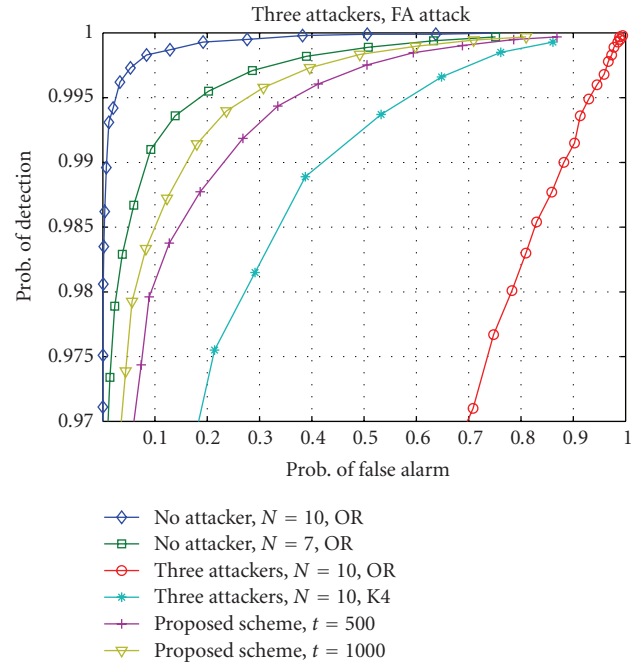 Three attackers, FA attack
1
0.995
0.99
0.985
0.98
0.975
0.97
Prob. of detection
0.1 0.2 0.3 0.4 0.5 0.6 0.7 0.8 0.9 1
Prob. of false alarm
No attacker, N = 10, OR
No attacker, N = 7, OR
Three attackers, N = 10, OR
Three attackers, N = 10, K4
Proposed scheme, t = 500
Proposed scheme, t = 1000